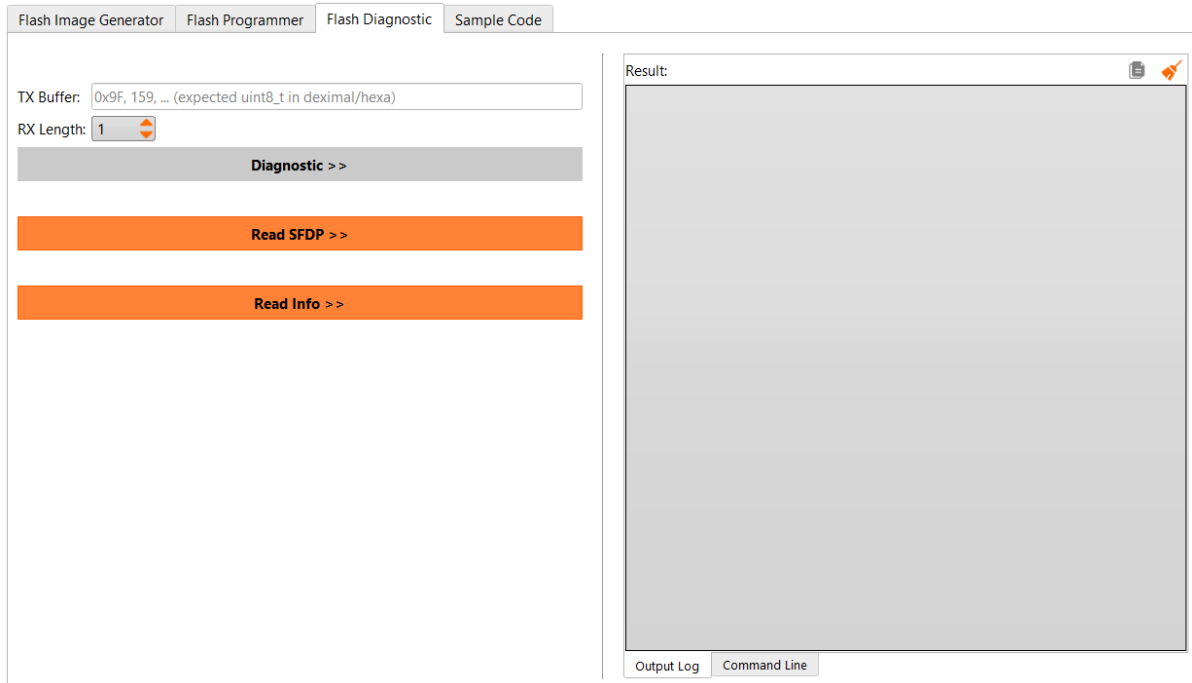 Flash Image Generator Flash Programmer Flash Diagnostic Sample Code
TX Buffer: 0x9F, 159, ... (expected uint8_t in deximal/hexa)
RX Length: 1
Diagnostic >>
Read SFDP >>
Read Info >>
Result:
Output Log Command Line